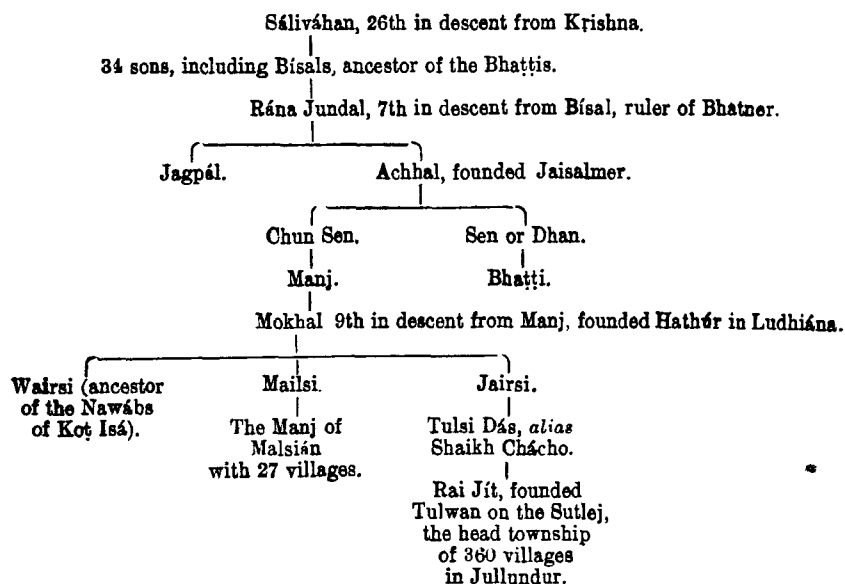 Sáliváhan, 26th in descent from Kṛishna.
34 sons, including Bísals, ancestor of the Bhaṭṭis.
Rána Jundal, 7th in descent from Bísal, ruler of Bhatner.
Jagpál. Achhal, founded Jaisalmer.
Chun Sen. Sen or Dhan.
Manj. Bhaṭṭi.
Mokhal 9th in descent from Manj, founded Hathúr in Ludhiána.
Wairsi (ancestor
of the Nawábs
of Koṭ Isá).
Mailsi.
The Manj of
Malsián
with 27 villages.
Jairsi.
Tulsi Dás, alias
Shaikh Chácho.
Rai Jít, founded
Tulwan on the Sutlej,
the head township
of 360 villages
in Jullundur.